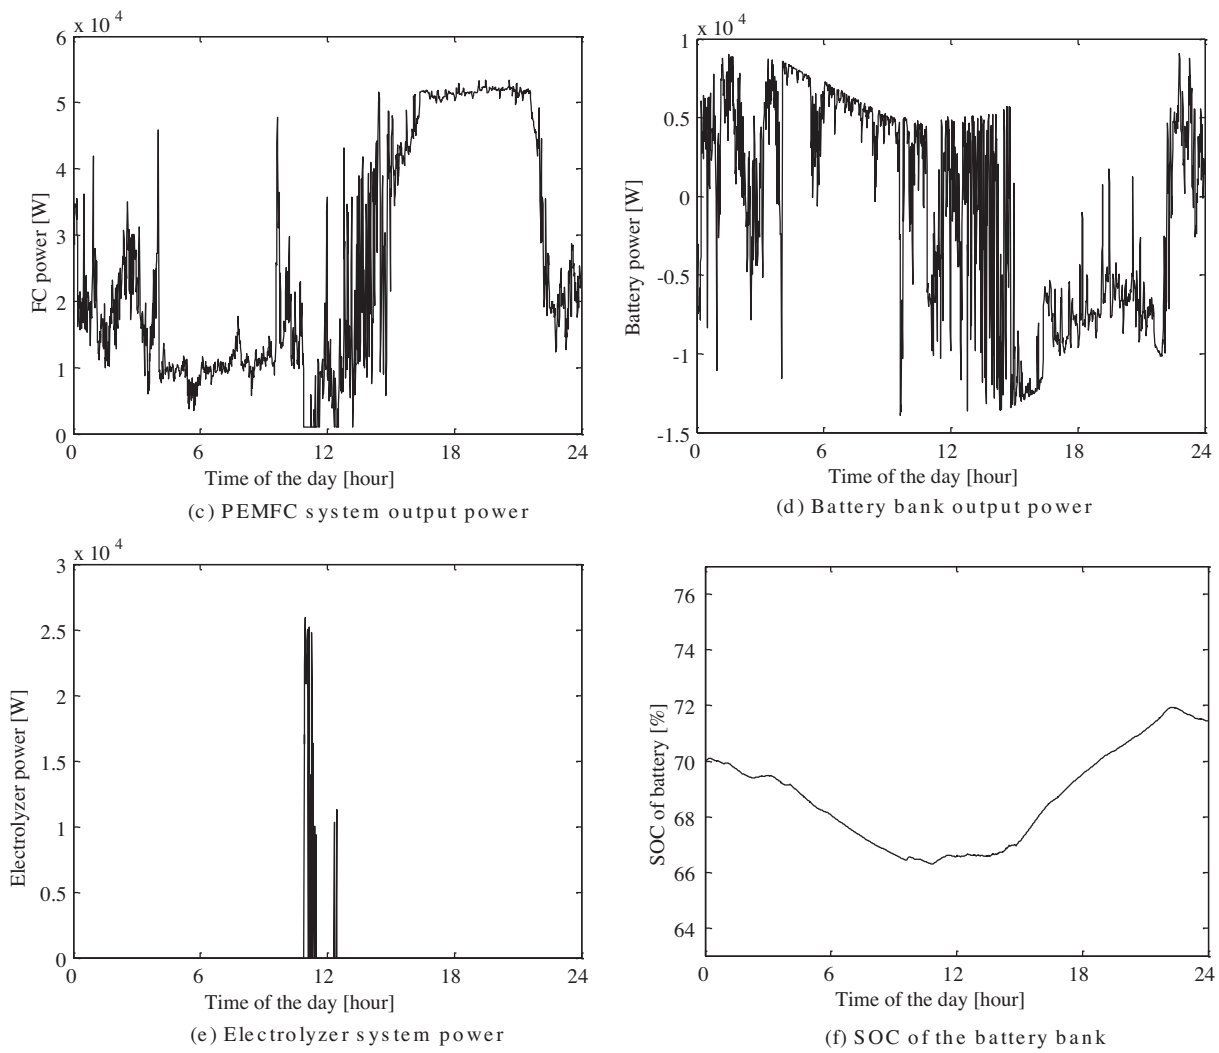 x 10 4
6
5
4
3
2
1
0
FC power [W]
0 6 12 18 24
Time of the day [hour]
(c) PEMFC system output power
x 10 4
1
0.5
0
-0.5
-1
-1.5
Battery power [W]
0 6 12 18 24
Time of the day [hour]
(d) Battery bank output power
x 10 4
3
2.5
2
1.5
1
0.5
0
Electrolyzer power [W]
0 6 12 18 24
Time of the day [hour]
(e) Electrolyzer system power
76
74
72
70
68
66
64
SOC of battery [%]
0 6 12 18 24
Time of the day [hour]
(f) SOC of the battery bank